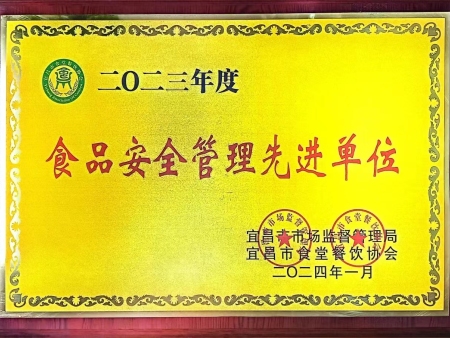 二〇二三年度
食品安全管理先进单位
宜昌市市场监督管理局
宜昌市食堂餐饮协会
二〇二四年一月